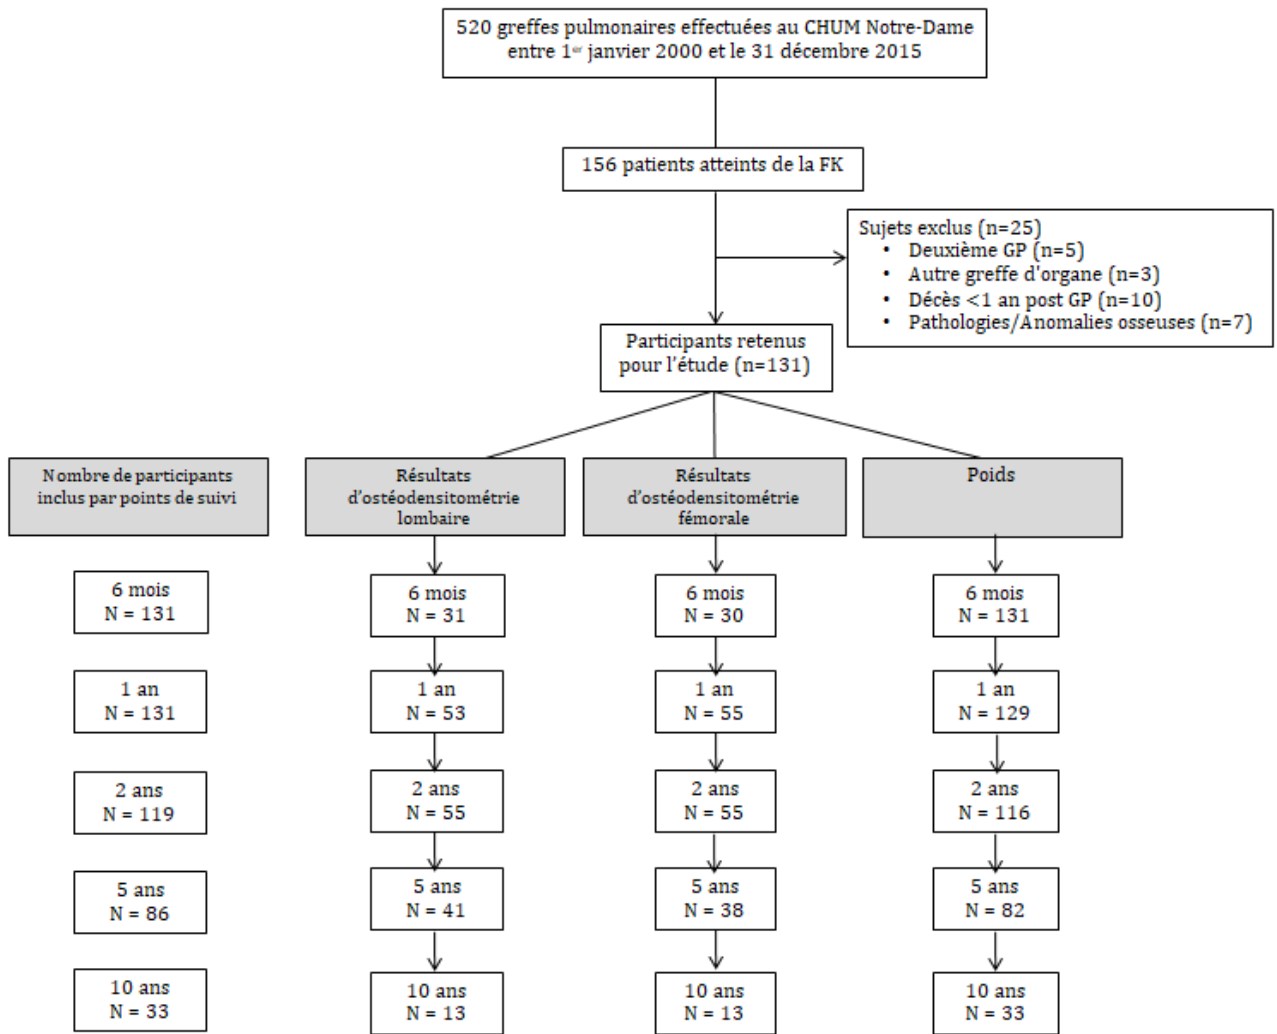 520 greffes pulmonaires effectuées au CHUM Notre-Dame
entre 1er janvier 2000 et le 31 décembre 2015
156 patients atteints de la FK
Sujets exclus (n=25)
• Deuxième GP (n=5)
• Autre greffe d'organe (n=3)
• Décès <1 an post GP (n=10)
• Pathologies/Anomalies osseuses (n=7)
Participants retenus
pour l'étude (n=131)
Nombre de participants
inclus par points de suivi
Résultats
d'ostéodensitométrie
lombaire
Résultats
d'ostéodensitométrie
fémorale
Poids
6 mois
N = 131
6 mois
N = 31
6 mois
N = 30
6 mois
N = 131
1 an
N = 131
1 an
N = 53
1 an
N = 55
1 an
N = 129
2 ans
N = 119
2 ans
N = 55
2 ans
N = 55
2 ans
N = 116
5 ans
N = 86
5 ans
N = 41
5 ans
N = 38
5 ans
N = 82
10 ans
N = 33
10 ans
N = 13
10 ans
N = 13
10 ans
N = 33